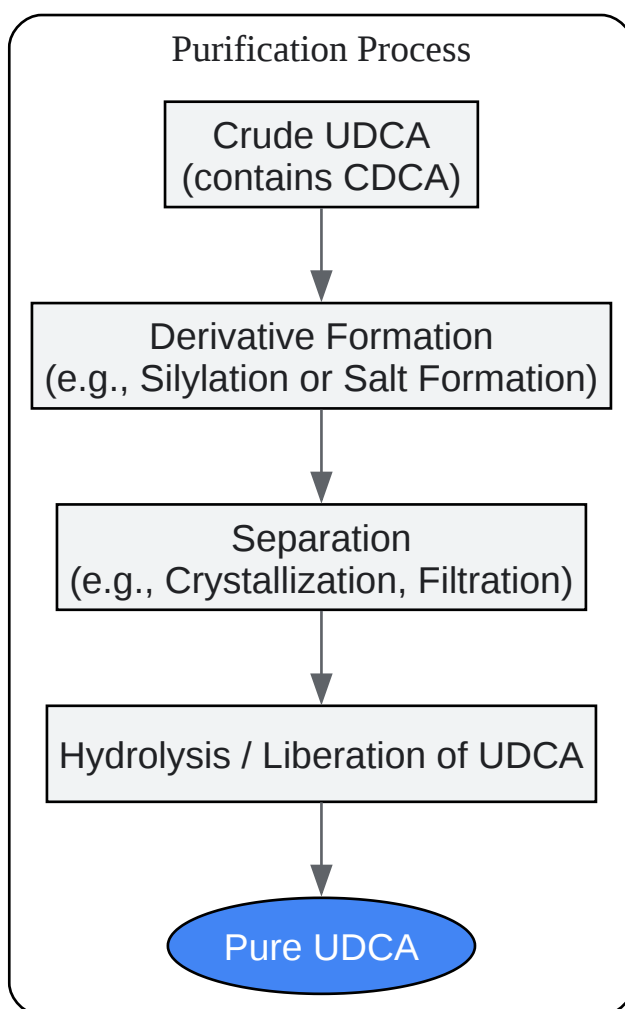 Purification Process
Crude UDCA
(contains CDCA)
Derivative Formation
(e.g., Silylation or Salt Formation)
Separation
(e.g., Crystallization, Filtration)
Hydrolysis / Liberation of UDCA
Pure UDCA